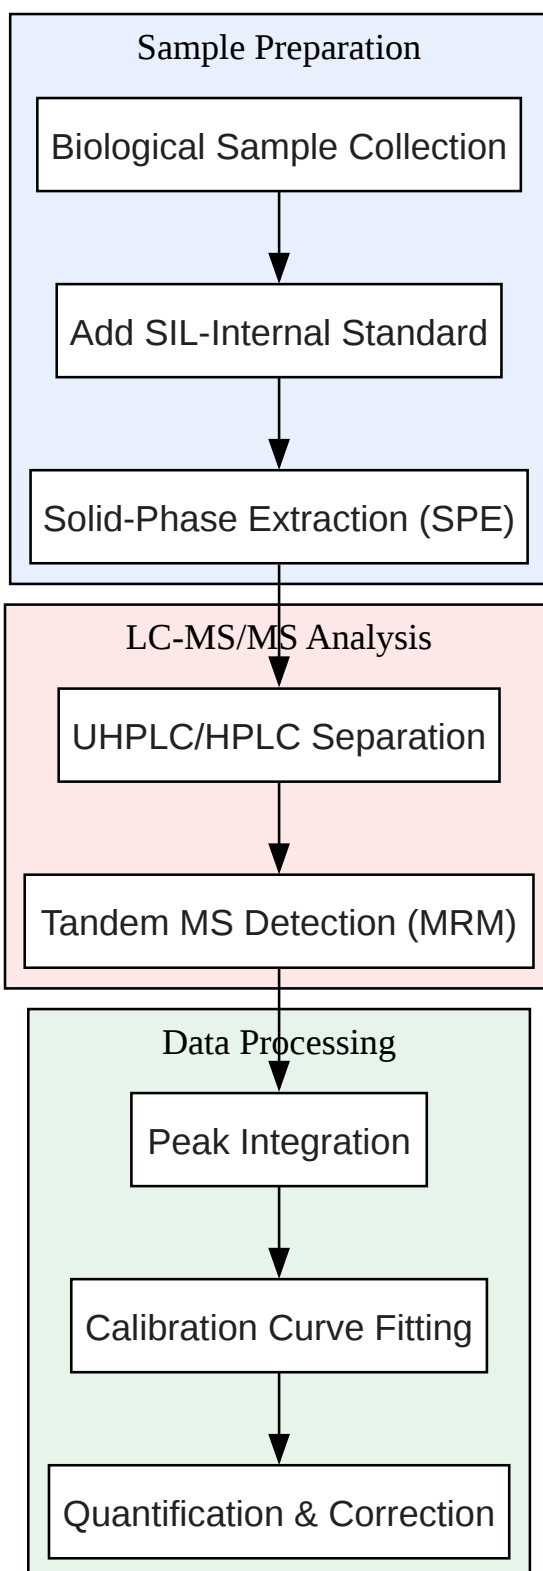 Sample Preparation
Biological Sample Collection
Add SIL-Internal Standard
Solid-Phase Extraction (SPE)
LC-MS/MS Analysis
UHPLC/HPLC Separation
Tandem MS Detection (MRM)
Data Processing
Peak Integration
Calibration Curve Fitting
Quantification & Correction